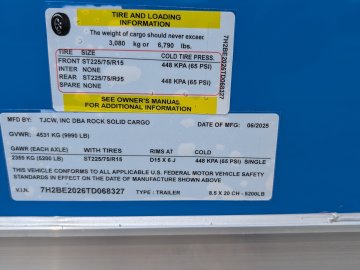 TIRE AND LOADING
INFORMATION
The weight of cargo should never exceed
3,080 kg or 6,790 lbs.
TIRE SIZE COLD TIRE PRESS.
FRONT ST225/75/R15 448 KPA (65 PSI)
INTER NONE
REAR ST225/75/R15 448 KPA (65 PSI)
SPARE NONE
SEE OWNER'S MANUAL
FOR ADDITIONAL INFORMATION
7H2BE2026TD068327
MFD BY: TJCW, INC DBA ROCK SOLID CARGO DATE OF MFG: 06/2025
GVWR: 4531 KG (9990 LB)
GAWR (EACH AXLE) WITH TIRES RIMS AT COLD
2359 KG (5200 LB) ST225/75/R15 D15 X 6 J 448 KPA (65 PSI) SINGLE
THIS VEHICLE CONFORMS TO ALL APPLICABLE U.S. FEDERAL MOTOR VEHICLE SAFETY
STANDARDS IN EFFECT ON THE DATE OF MANUFACTURE SHOWN ABOVE
V.I.N. 7H2BE2026TD068327 TYPE : TRAILER 8.5 X 20 CH - 5200LB